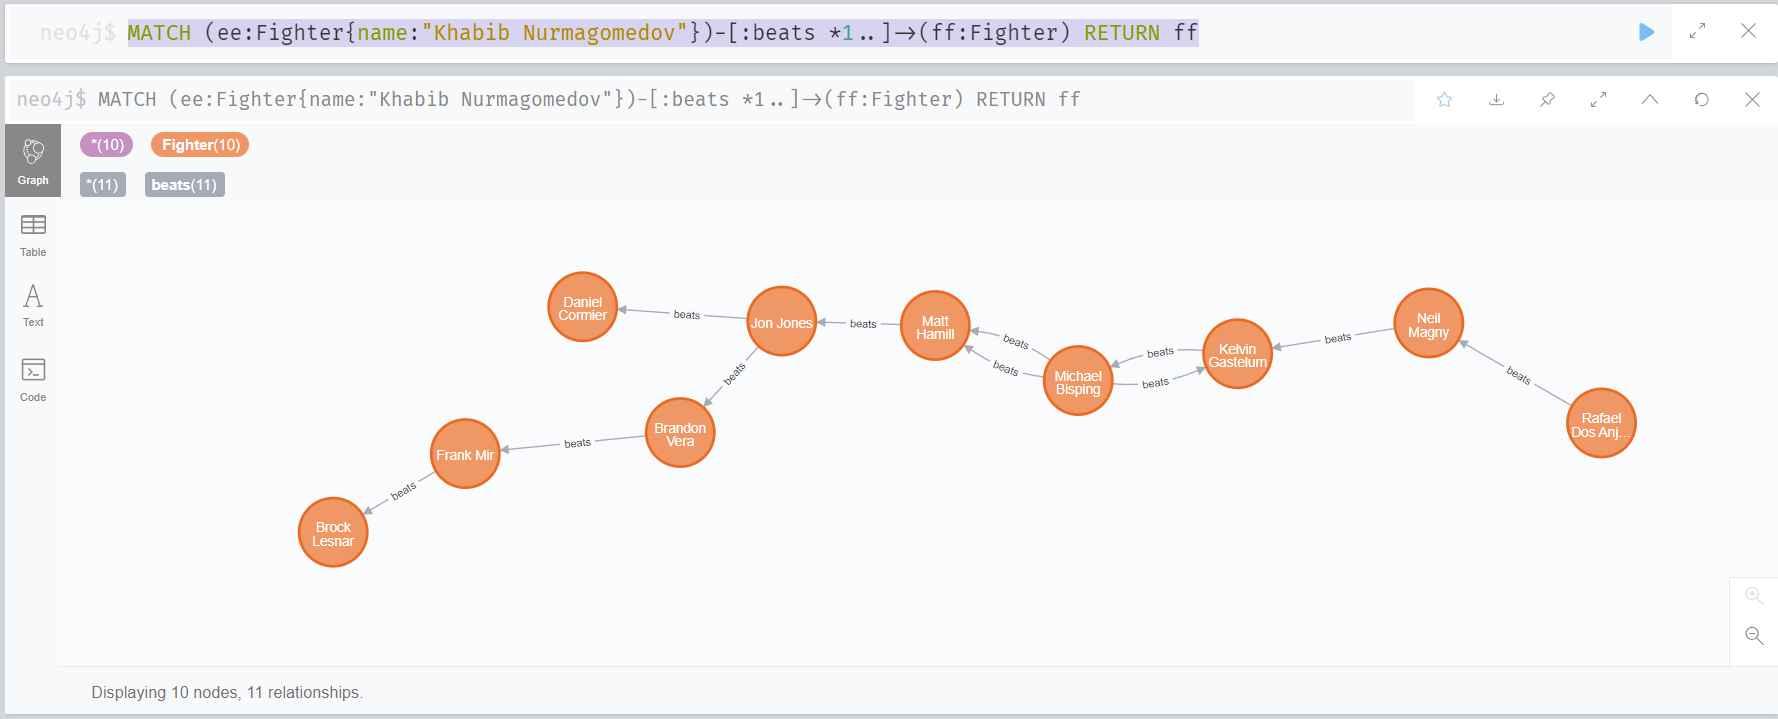 neo4j$ MATCH (ee:Fighter{name:"Khabib Nurmagomedov"})-[:beats *1..]->(ff:Fighter) RETURN ff
neo4j$ MATCH (ee:Fighter{name:"Khabib Nurmagomedov"})-[:beats *1..]->(ff:Fighter) RETURN ff
*(10) Fighter(10)
*(11) beats(11)
Graph
Table
Text
Code
Daniel
Cormier
beats
Jon Jones
beats
Matt
Hamill
beats
beats
Michael
Bisping
beats
beats
Kelvin
Gastelum
beats
Neil
Magny
beats
Rafael
Dos Anj...
beats
Brandon
Vera
beats
Frank Mir
beats
Brock
Lesnar
Displaying 10 nodes, 11 relationships.